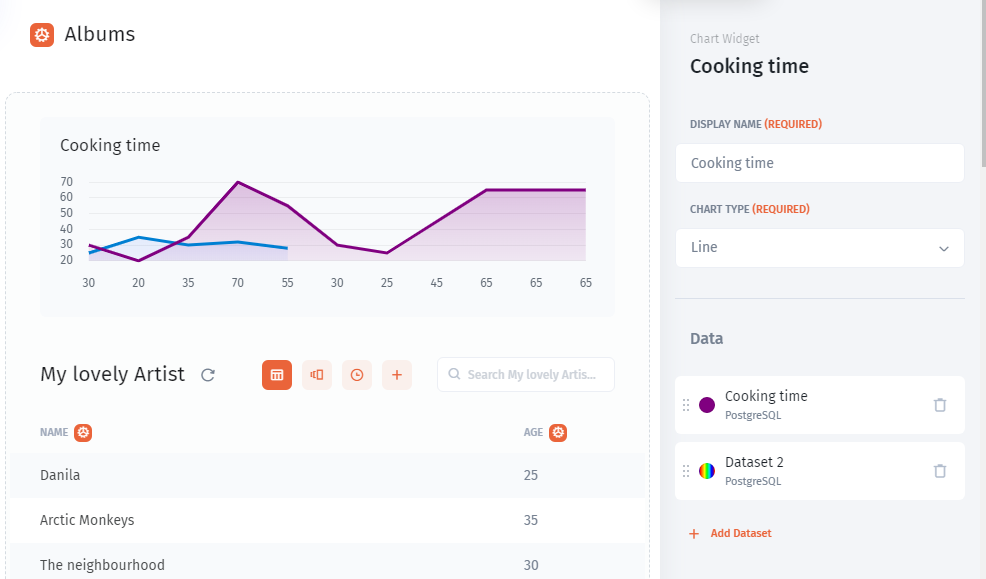 Albums
Cooking time
70
60
50
40
30
20
30 20 35 70 55 30 25 45 65 65 65
My lovely Artist
Search My lovely Artis...
NAME AGE
Danila 25
Arctic Monkeys 35
The neighbourhood 30
Chart Widget
Cooking time
DISPLAY NAME (REQUIRED)
Cooking time
CHART TYPE (REQUIRED)
Line
Data
Cooking time
PostgreSQL
Dataset 2
PostgreSQL
+ Add Dataset